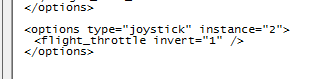 </options>
<options type="joystick" instance="2">
<flight_throttle invert="1" />
</options>